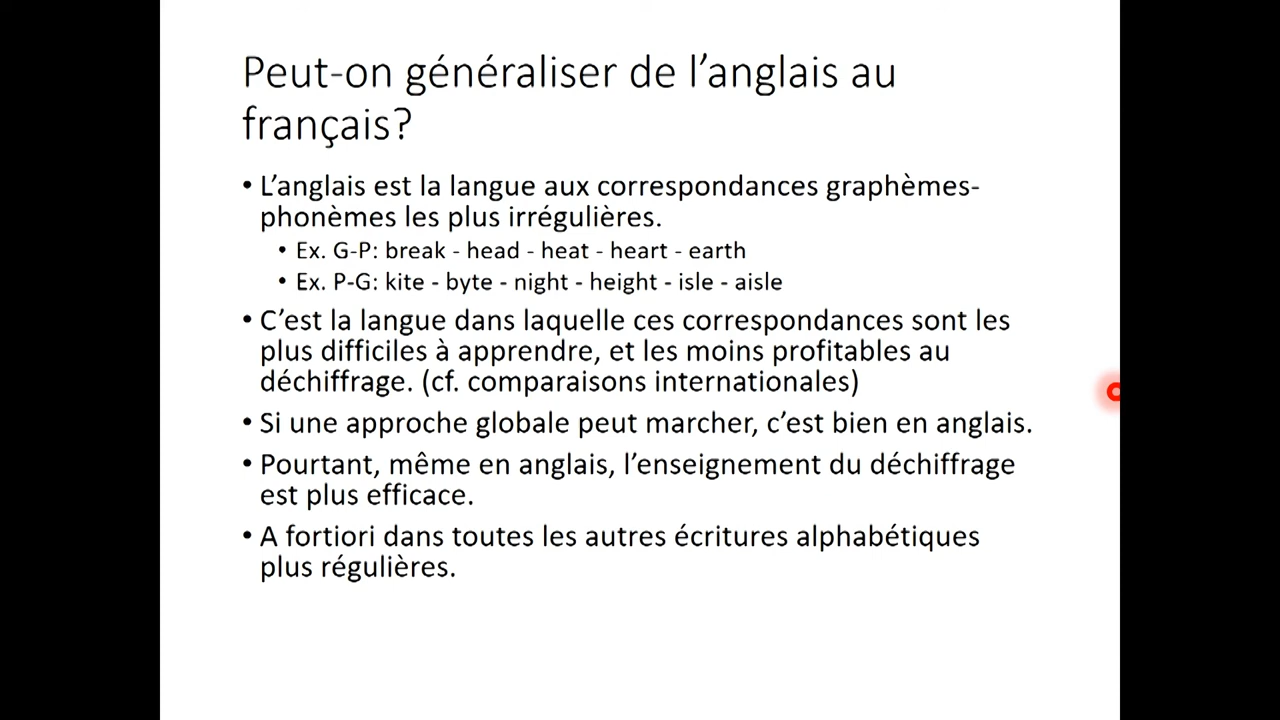 Peut-on généraliser de l’anglais au
français?
• L’anglais est la langue aux correspondances graphèmes-
phonèmes les plus irrégulières.
• Ex. G-P: break - head - heat - heart - earth
• Ex. P-G: kite - byte - night - height - isle - aisle
• C’est la langue dans laquelle ces correspondances sont les
plus difficiles à apprendre, et les moins profitables au
déchiffrage. (cf. comparaisons internationales)
• Si une approche globale peut marcher, c’est bien en anglais.
• Pourtant, même en anglais, l’enseignement du déchiffrage
est plus efficace.
• A fortiori dans toutes les autres écritures alphabétiques
plus régulières.